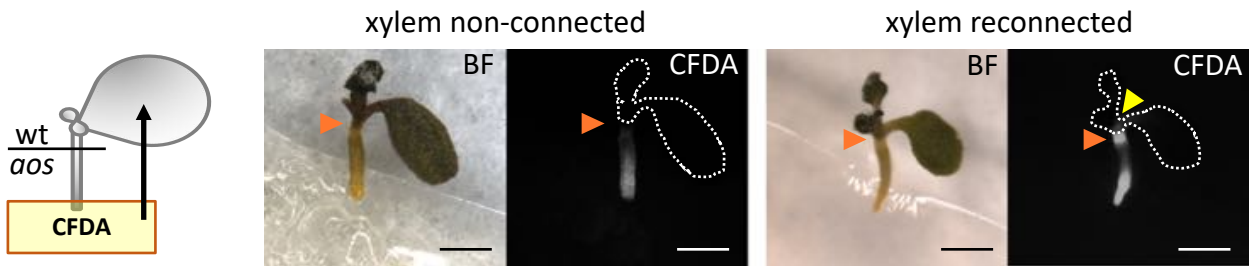 xylem non-connected
xylem reconnected
BF
CFDA
BF
CFDA
wt
aos
CFDA